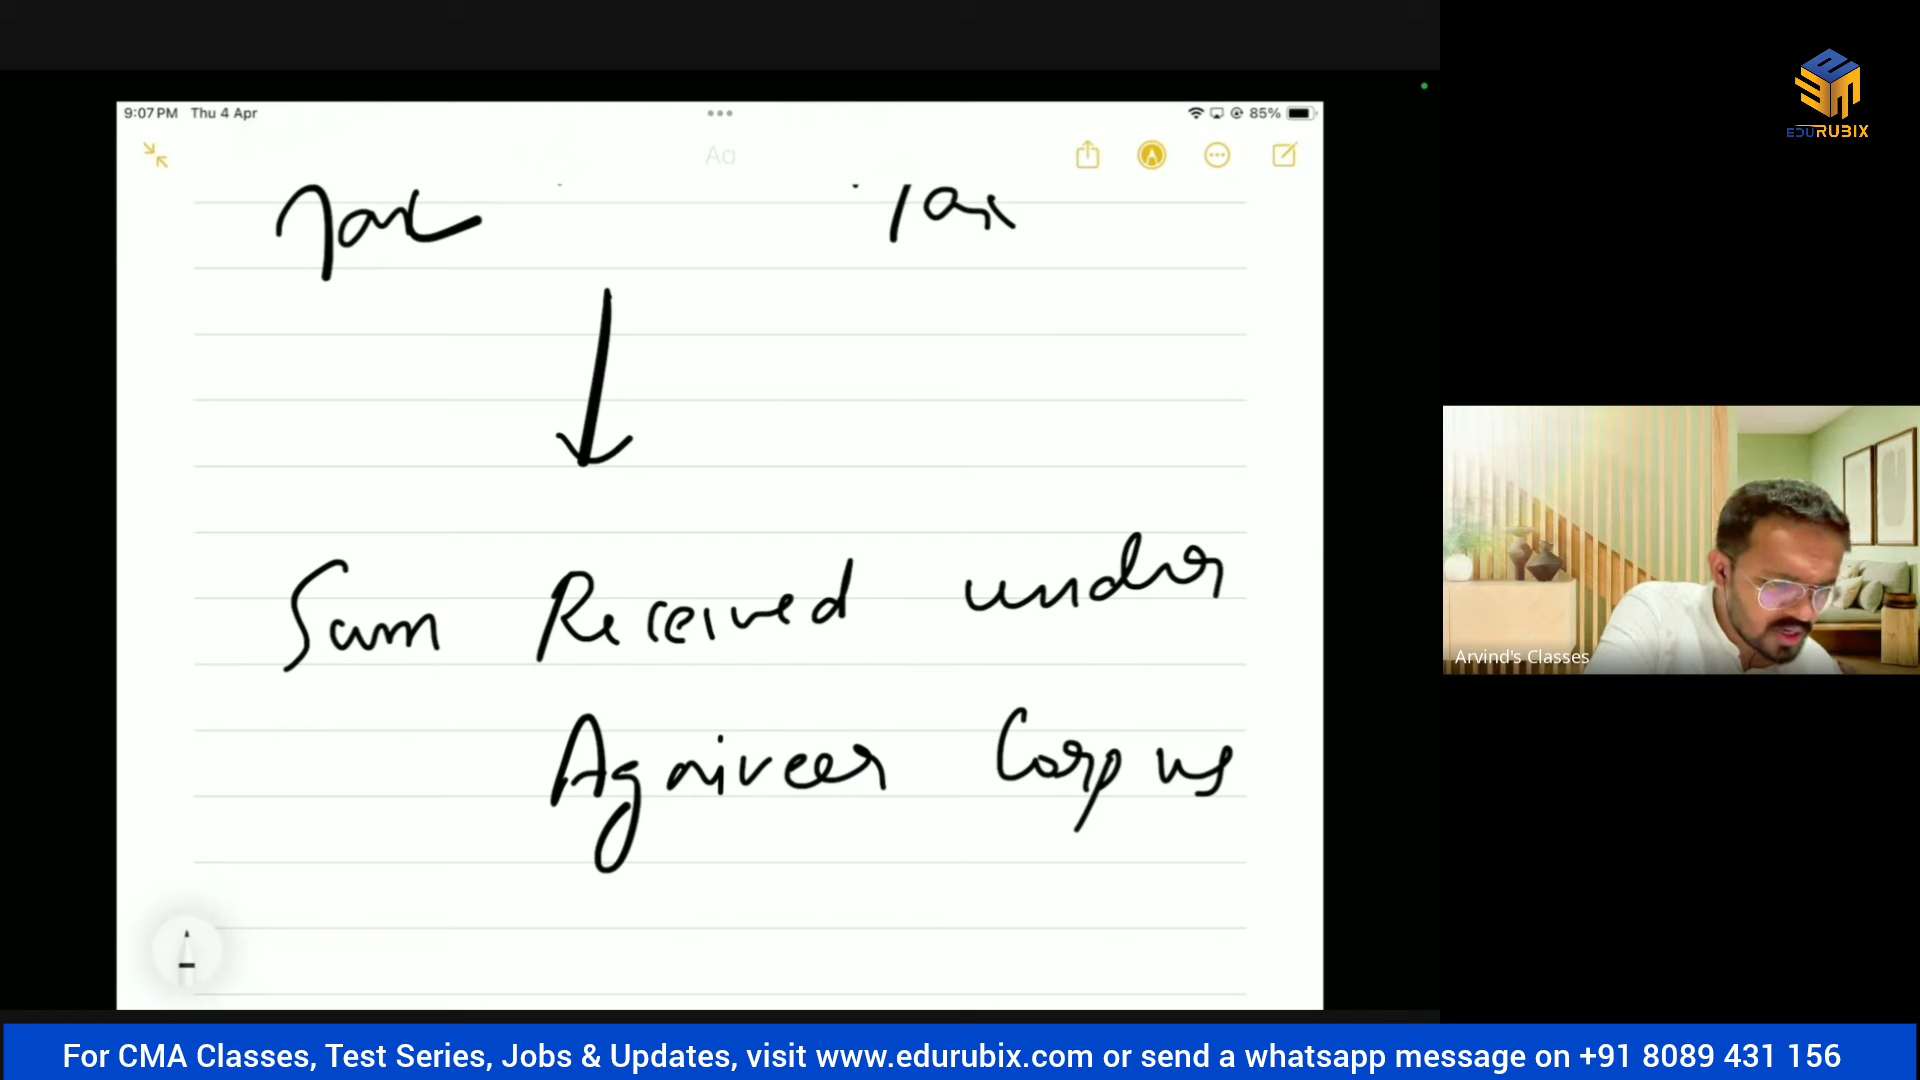 9:07 PM Thu 4 Apr
85%
Aa
Tax
Sum Received under
Agniveer Corpus
EDURUBIX
Arvind's Classes
For CMA Classes, Test Series, Jobs & Updates, visit www.edurubix.com or send a whatsapp message on +91 8089 431 156